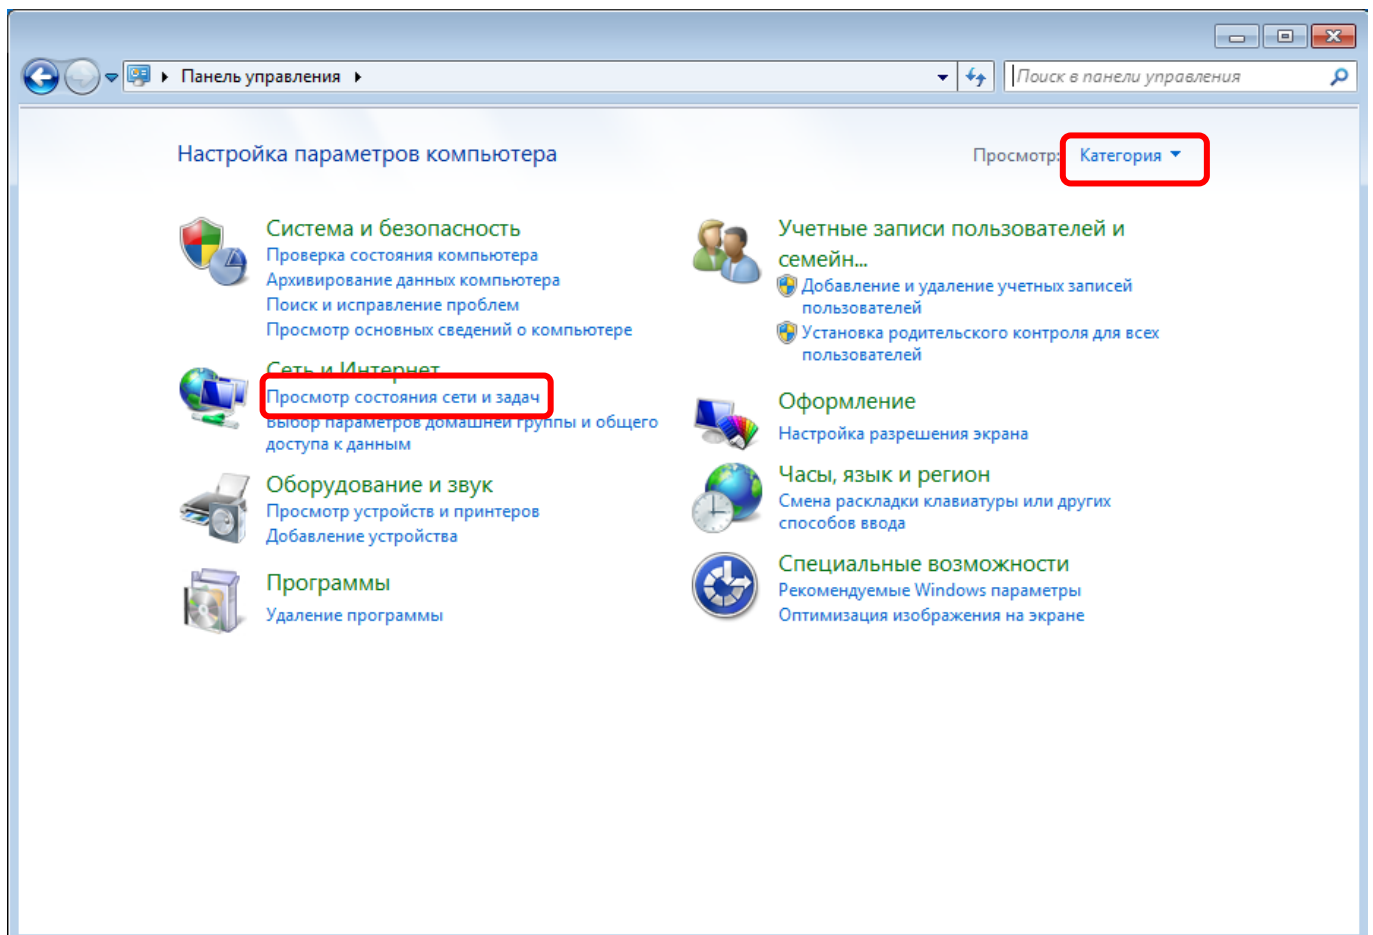 Панель управления
Поиск в панели управления
Настройка параметров компьютера
Просмотр: Категория
Система и безопасность
Проверка состояния компьютера
Архивирование данных компьютера
Поиск и исправление проблем
Просмотр основных сведений о компьютере
Сеть и Интернет
Просмотр состояния сети и задач
Выбор параметров домашней группы и общего
доступа к данным
Оборудование и звук
Просмотр устройств и принтеров
Добавление устройства
Программы
Удаление программы
Учетные записи пользователей и
семейн...
Добавление и удаление учетных записей
пользователей
Установка родительского контроля для всех
пользователей
Оформление
Настройка разрешения экрана
Часы, язык и регион
Смена раскладки клавиатуры или других
способов ввода
Специальные возможности
Рекомендуемые Windows параметры
Оптимизация изображения на экране